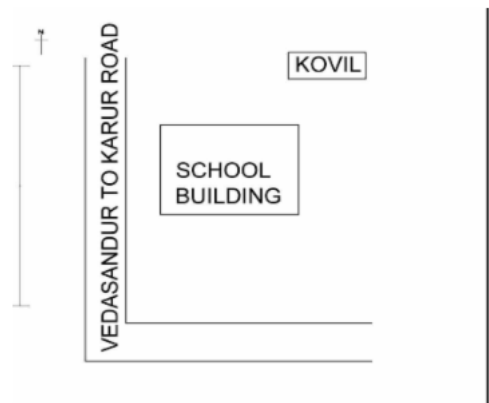 N
KOVIL
VEDASANDUR TO KARUR ROAD
SCHOOL
BUILDING